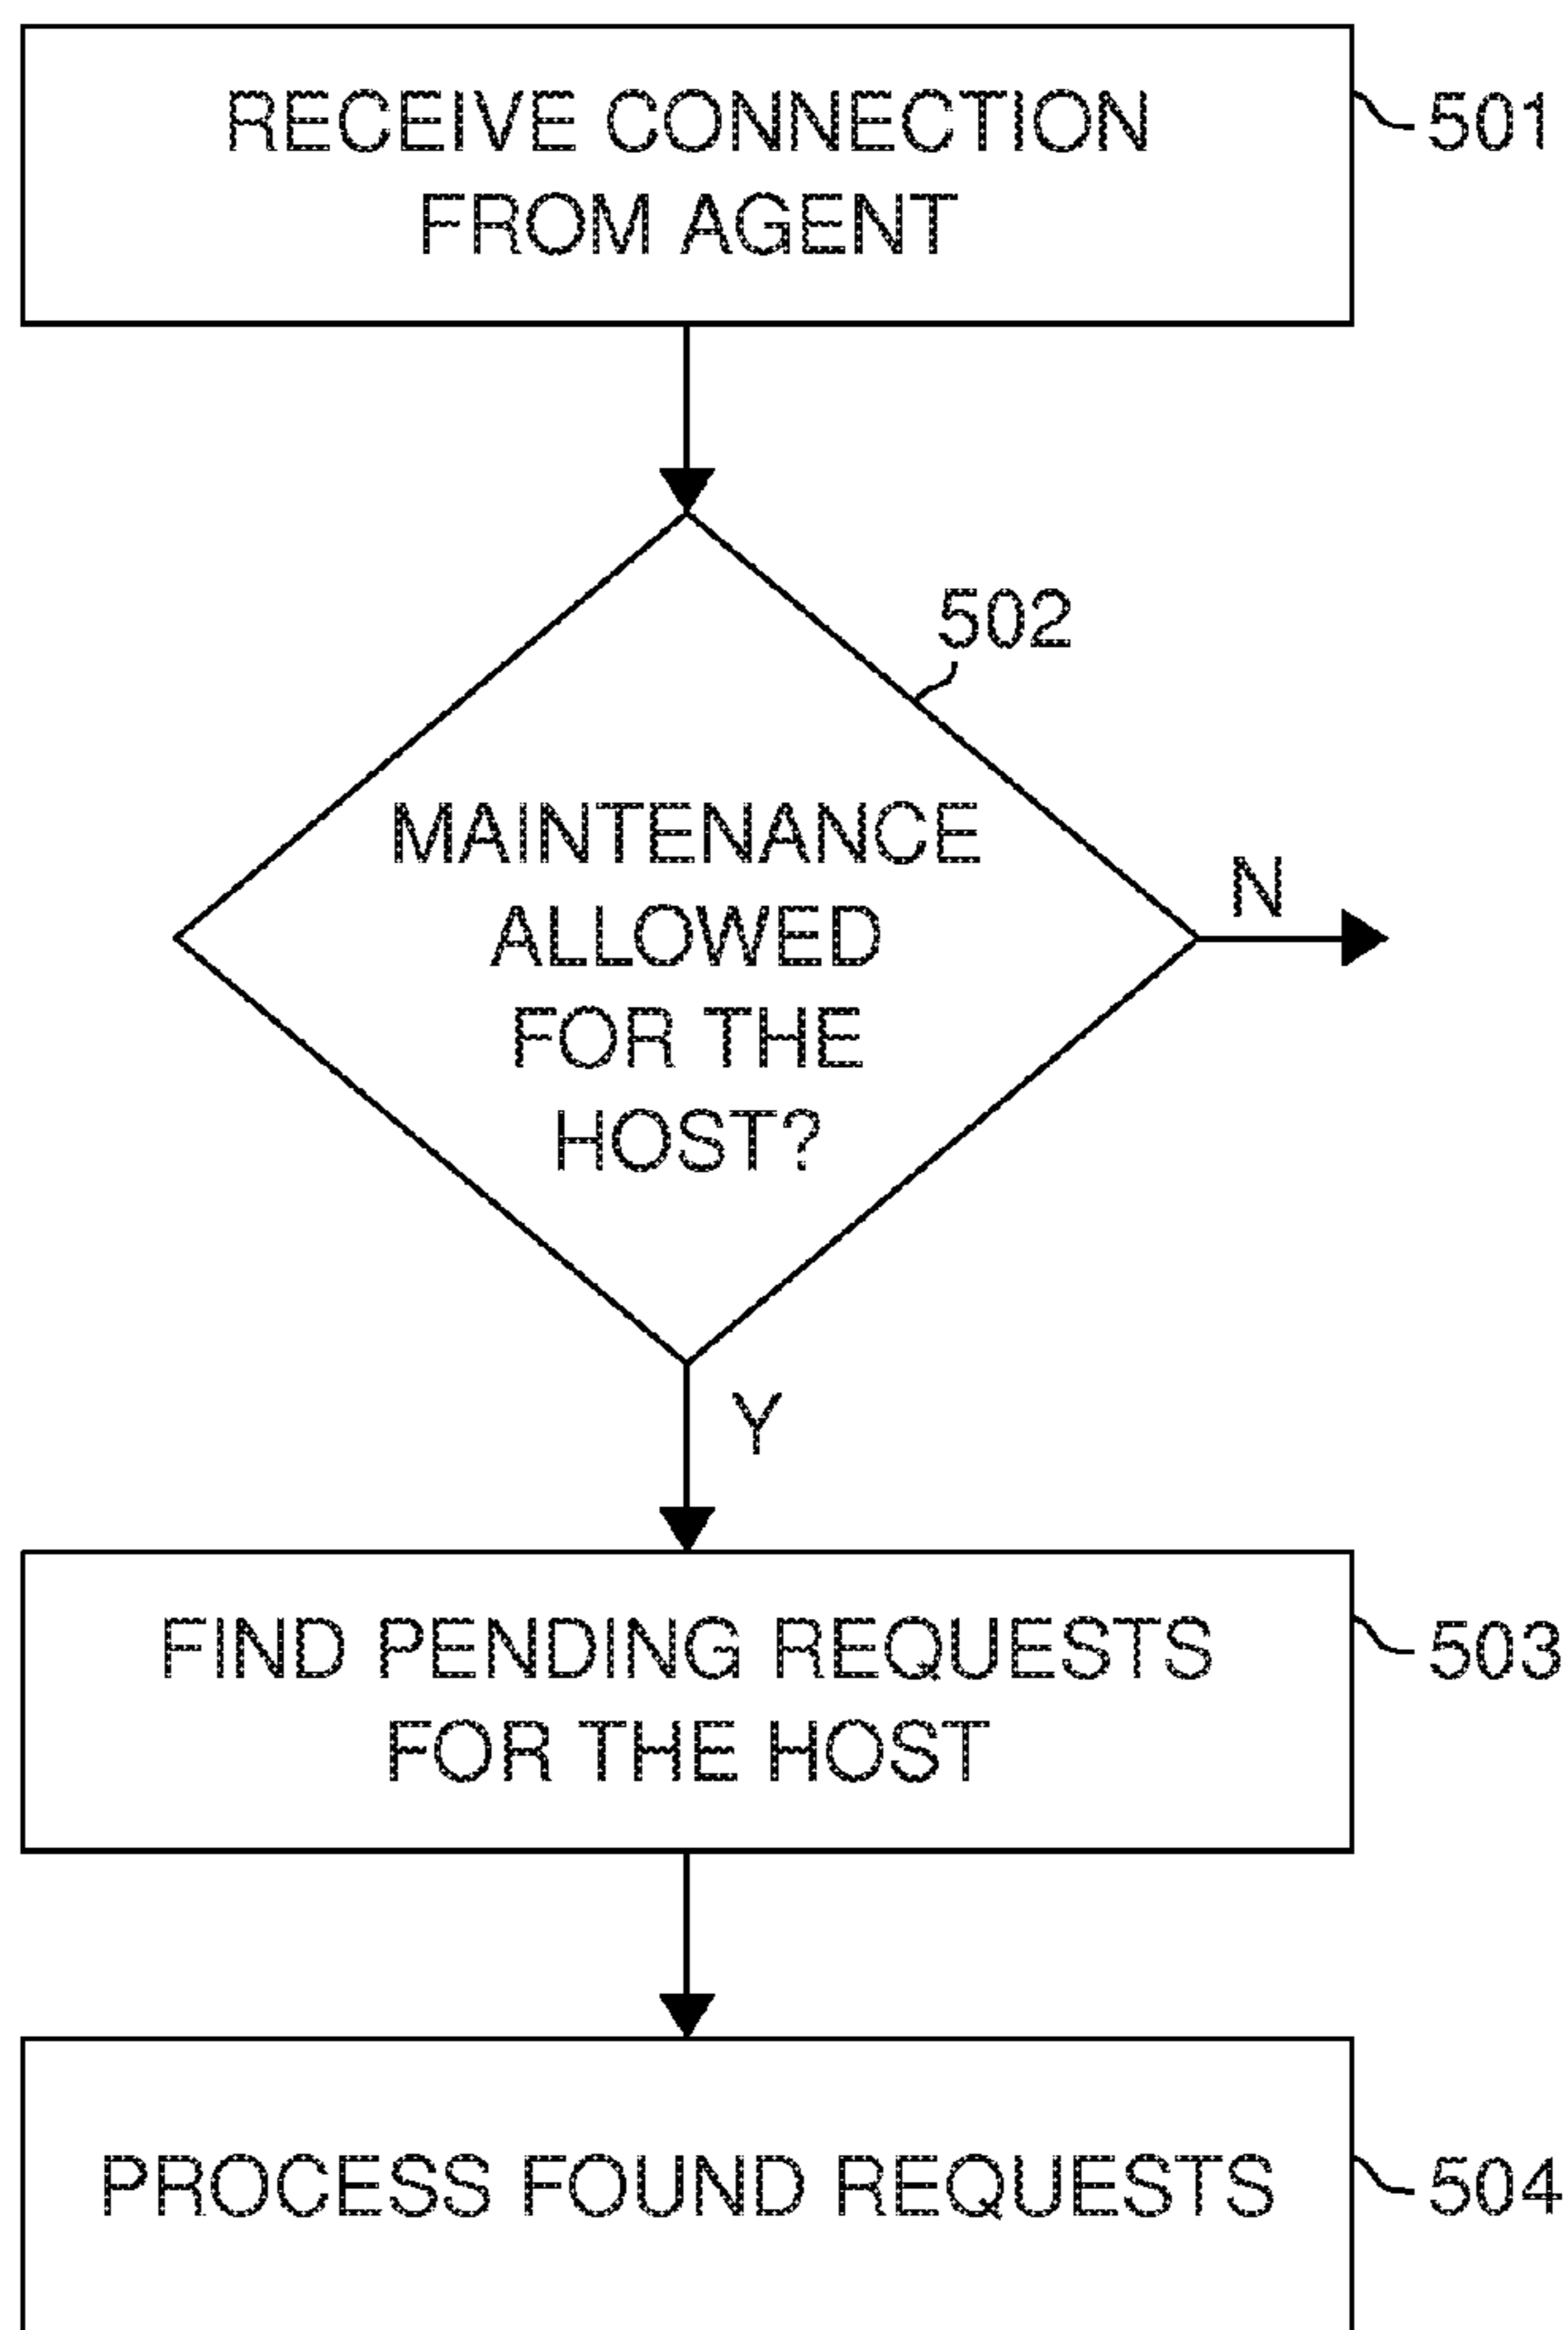 RECEIVE CONNECTION
FROM AGENT
501
502
MAINTENANCE
ALLOWED
FOR THE
HOST?
N
Y
FIND PENDING REQUESTS
FOR THE HOST
503
PROCESS FOUND REQUESTS
504